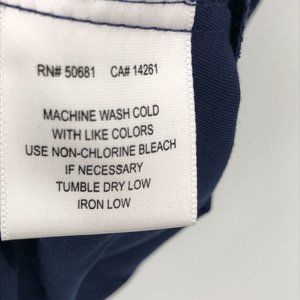 RN# 50681 CA# 14261
MACHINE WASH COLD
WITH LIKE COLORS
USE NON-CHLORINE BLEACH
IF NECESSARY
TUMBLE DRY LOW
IRON LOW